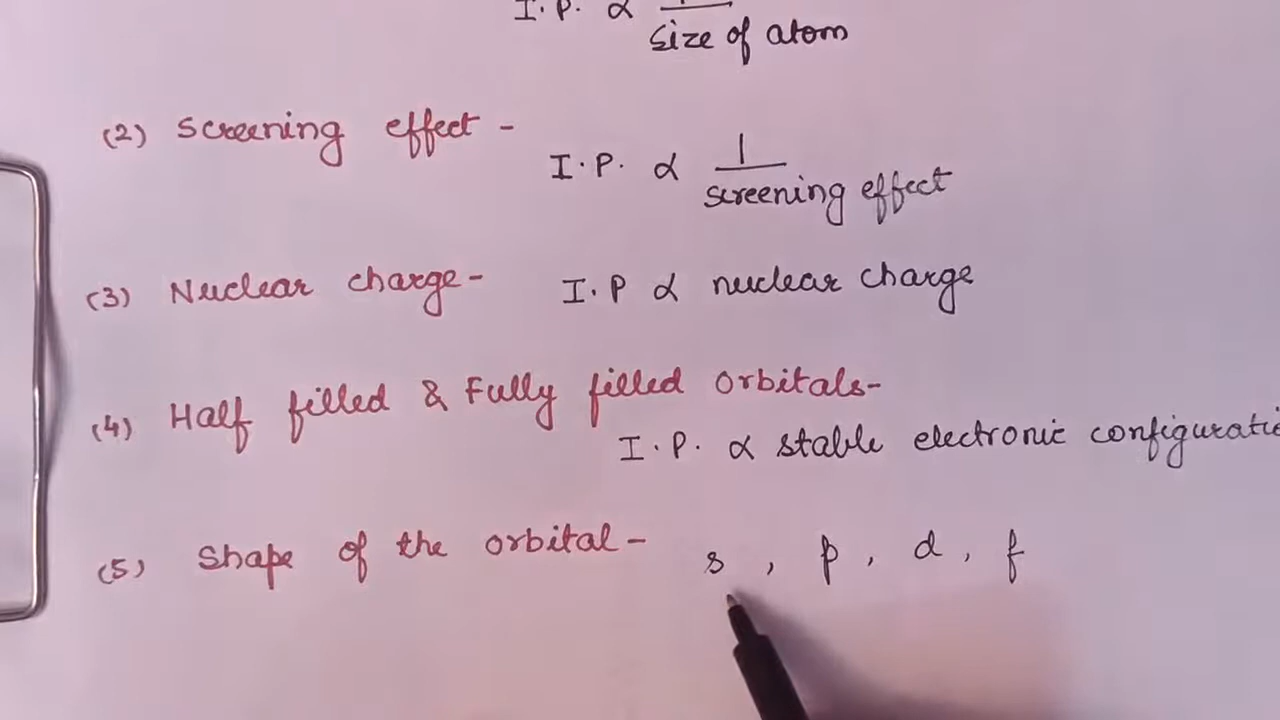 I.P. ∝
size of atom
(2) Screening effect -
I.P. ∝ 1
screening effect
(3) Nuclear charge- I.P ∝ nuclear charge
(4) Half filled & Fully filled orbitals-
I.P. ∝ stable electronic
(5) Shape of the orbital- s, p, d, f